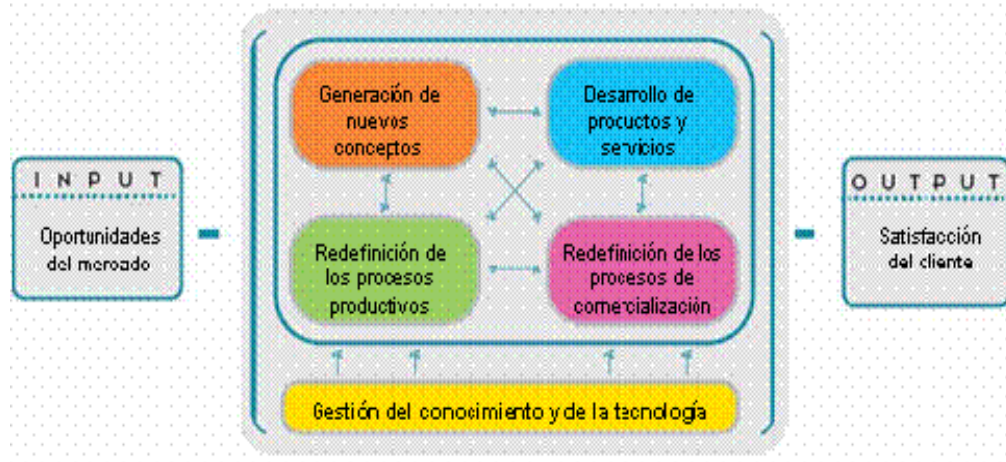 INPUT
Oportunidades
del mercado
Generación de
nuevos
conceptos
Desarrollo de
productos y
servicios
Redefinición de
los procesos
productivos
Redefinición de los
procesos de
comercialización
Gestión del conocimiento y de la tecnología
OUTPUT
Satisfacción
del cliente